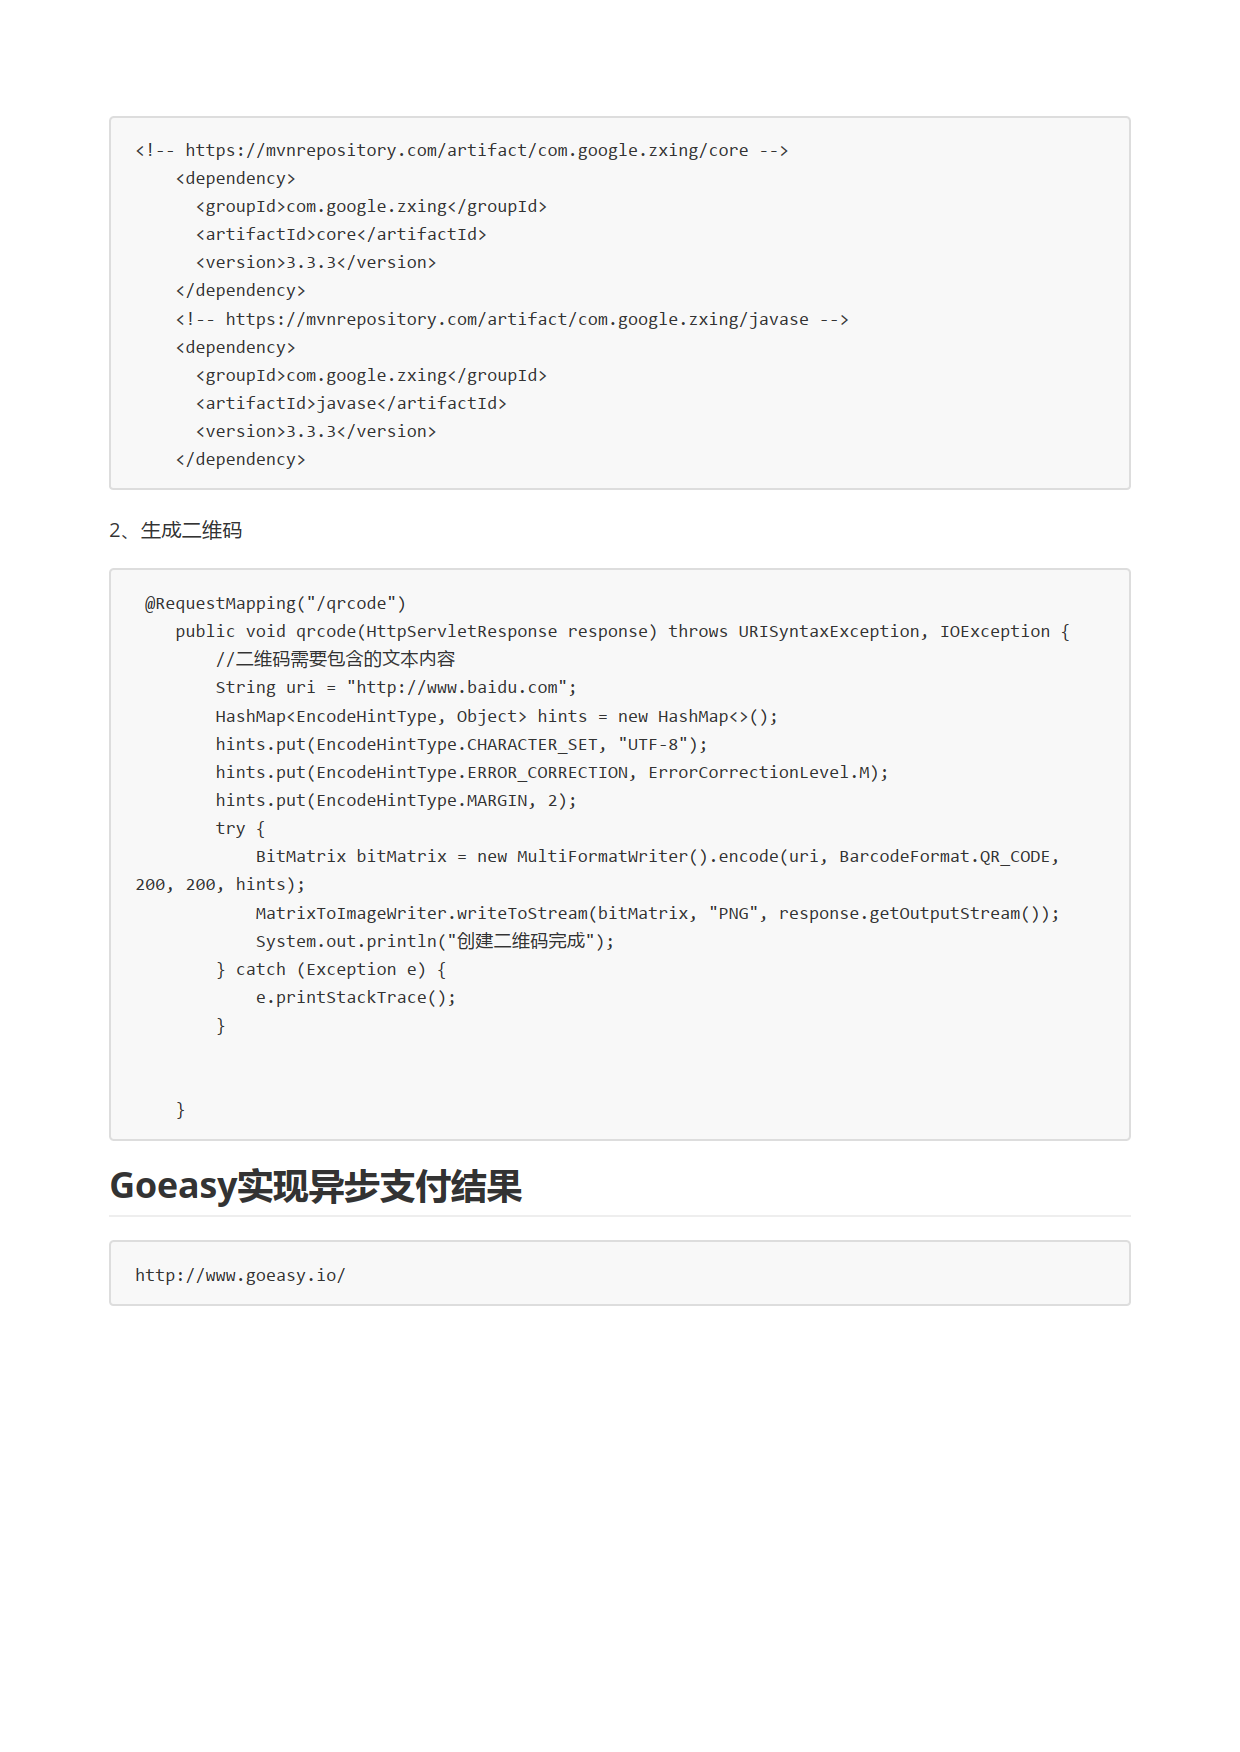 <!-- https://mvnrepository.com/artifact/com.google.zxing/core -->
    <dependency>
      <groupId>com.google.zxing</groupId>
      <artifactId>core</artifactId>
      <version>3.3.3</version>
    </dependency>
    <!-- https://mvnrepository.com/artifact/com.google.zxing/javase -->
    <dependency>
      <groupId>com.google.zxing</groupId>
      <artifactId>javase</artifactId>
      <version>3.3.3</version>
    </dependency>
2、生成二维码
 @RequestMapping("/qrcode")
    public void qrcode(HttpServletResponse response) throws URISyntaxException, IOException {
        //二维码需要包含的文本内容
        String uri = "http://www.baidu.com";
        HashMap<EncodeHintType, Object> hints = new HashMap<>();
        hints.put(EncodeHintType.CHARACTER_SET, "UTF-8");
        hints.put(EncodeHintType.ERROR_CORRECTION, ErrorCorrectionLevel.M);
        hints.put(EncodeHintType.MARGIN, 2);
        try {
            BitMatrix bitMatrix = new MultiFormatWriter().encode(uri, BarcodeFormat.QR_CODE,
200, 200, hints);
            MatrixToImageWriter.writeToStream(bitMatrix, "PNG", response.getOutputStream());
            System.out.println("创建二维码完成");
        } catch (Exception e) {
            e.printStackTrace();
        }
    }
Goeasy实现异步支付结果
http://www.goeasy.io/